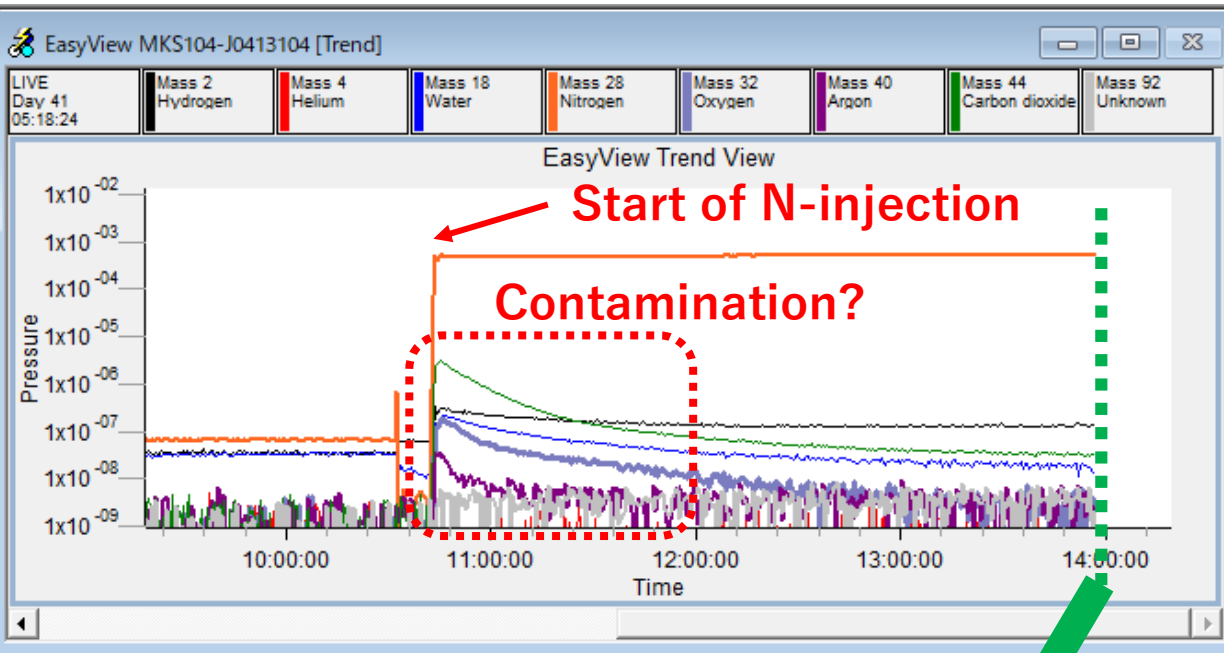 EasyView MKS104-J0413104 [Trend]
LIVE
Day 41
05:18:24
Mass 2
Hydrogen
Mass 4
Helium
Mass 18
Water
Mass 28
Nitrogen
Mass 32
Oxygen
Mass 40
Argon
Mass 44
Carbon dioxide
Mass 92
Unknown
EasyView Trend View
Start of N-injection
Contamination?
Pressure
1x10 -02
1x10 -03
1x10 -04
1x10 -05
1x10 -06
1x10 -07
1x10 -08
1x10 -09
10:00:00
11:00:00
12:00:00
13:00:00
14:00:00
Time